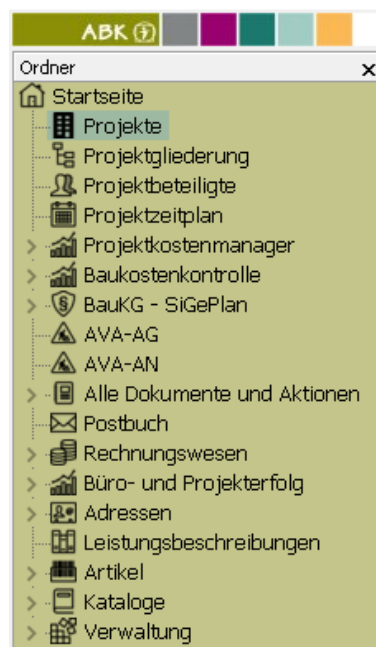 ABK
Ordner
Startseite
Projekte
Projektgliederung
Projektbeteiligte
Projektzeitplan
Projektkostenmanager
Baukostenkontrolle
BauKG - SiGePlan
AVA-AG
AVA-AN
Alle Dokumente und Aktionen
Postbuch
Rechnungswesen
Büro- und Projekterfolg
Adressen
Leistungsbeschreibungen
Artikel
Kataloge
Verwaltung